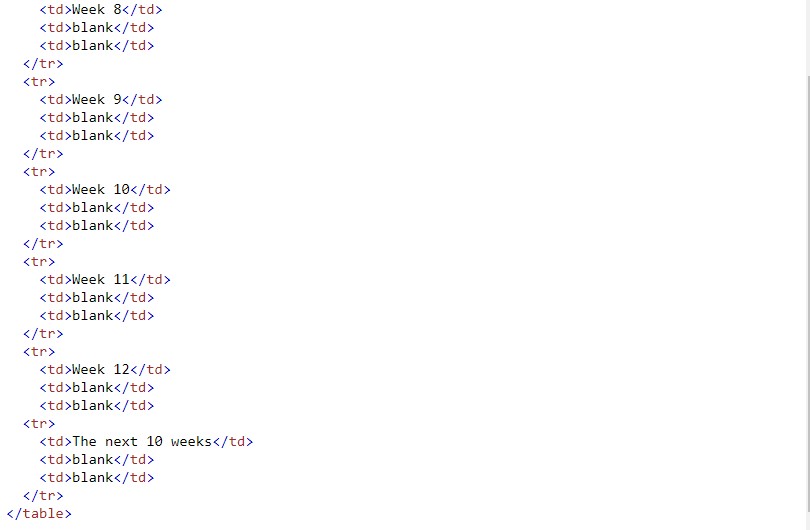 <td>Week 8</td>
<td>blank</td>
<td>blank</td>
</tr>
<tr>
<td>Week 9</td>
<td>blank</td>
<td>blank</td>
</tr>
<tr>
<td>Week 10</td>
<td>blank</td>
<td>blank</td>
</tr>
<tr>
<td>Week 11</td>
<td>blank</td>
<td>blank</td>
</tr>
<tr>
<td>Week 12</td>
<td>blank</td>
<td>blank</td>
<tr>
<td>The next 10 weeks</td>
<td>blank</td>
<td>blank</td>
</tr>
</table>